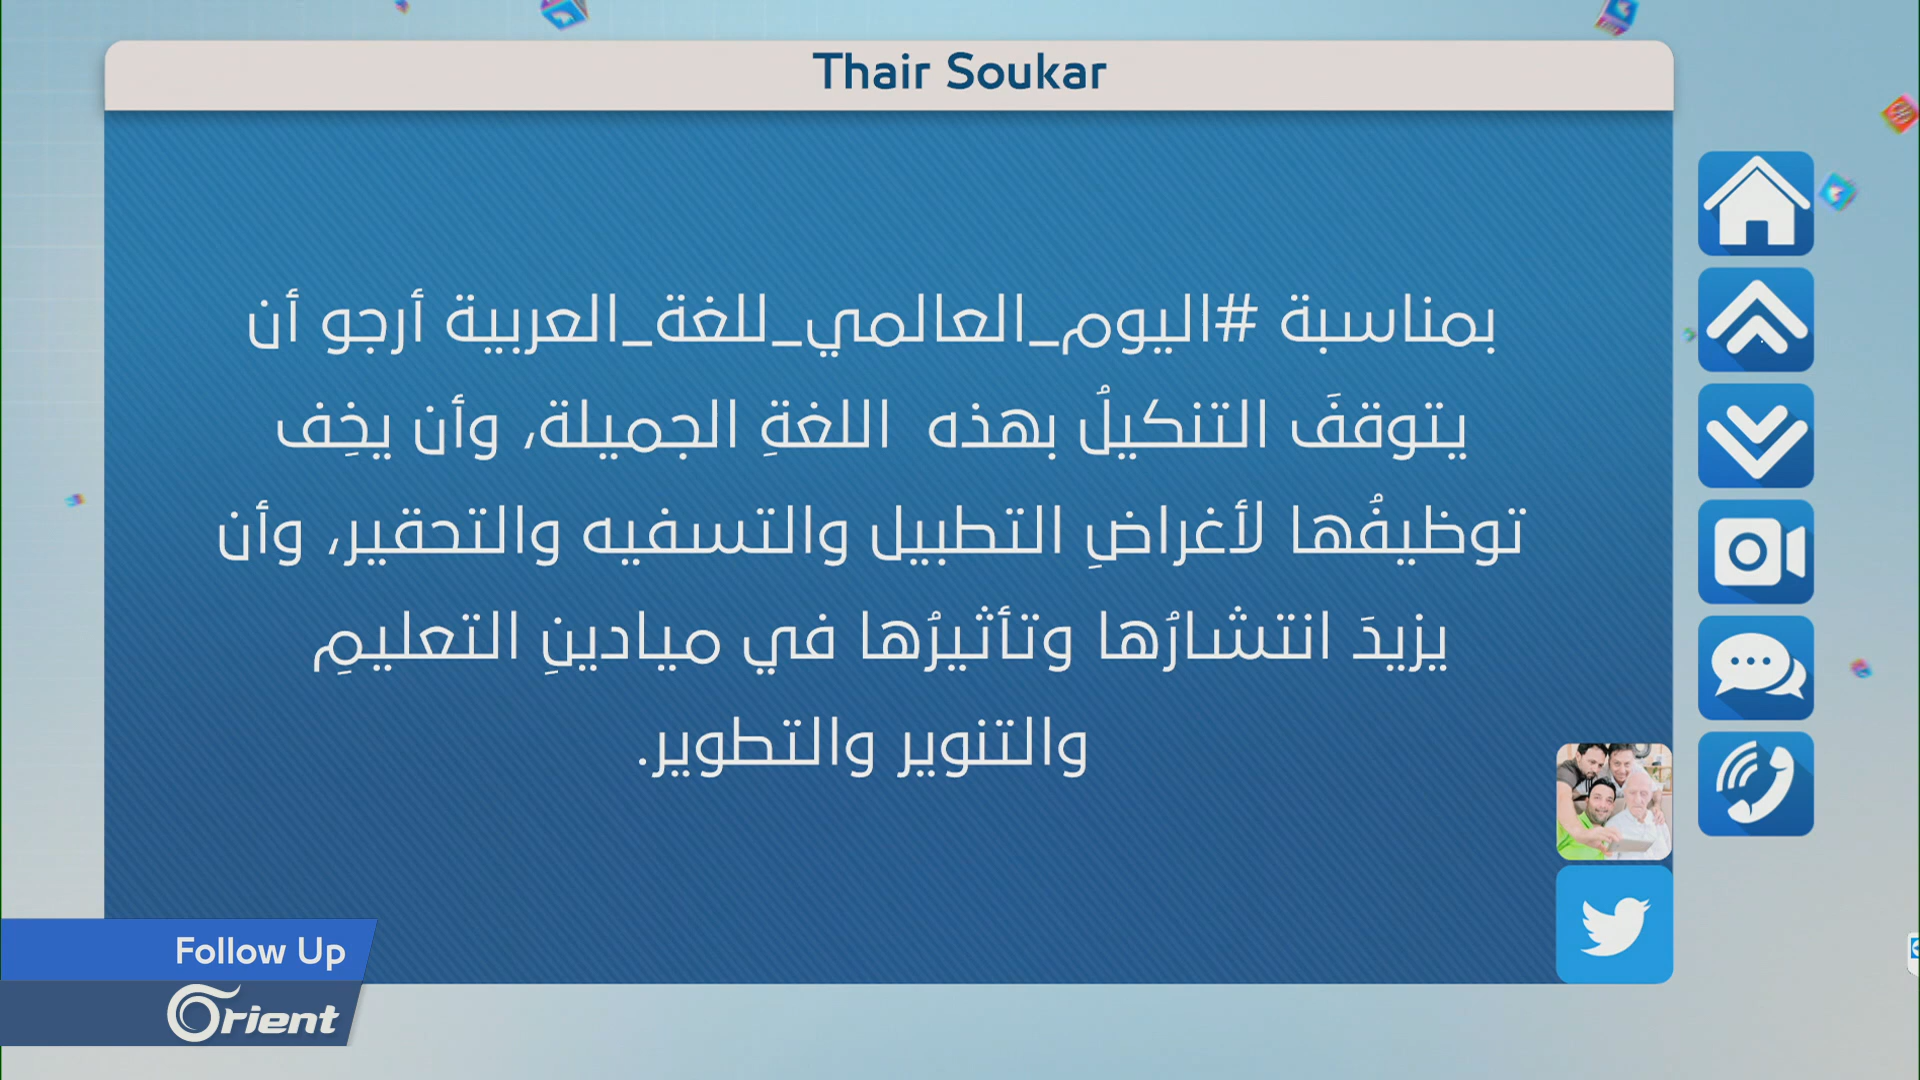 Thair Soukar
بمناسبة #اليوم_العالمي_للغة_العربية أرجو أن
يتوقفَ التنكيلُ بهذه اللغةِ الجميلة، وأن يخِف
توظيفُها لأغراضِ التطبيل والتسفيه والتحقير، وأن
يزيدَ انتشارُها وتأثيرُها في ميادينِ التعليمِ
والتنوير والتطوير.
Follow Up
Orient